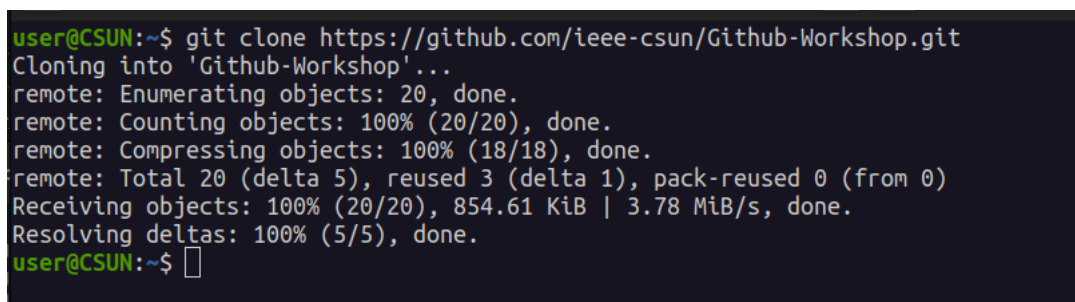 user@CSUN:~$ git clone https://github.com/ieee-csun/Github-Workshop.git
Cloning into 'Github-Workshop'...
remote: Enumerating objects: 20, done.
remote: Counting objects: 100% (20/20), done.
remote: Compressing objects: 100% (18/18), done.
remote: Total 20 (delta 5), reused 3 (delta 1), pack-reused 0 (from 0)
Receiving objects: 100% (20/20), 854.61 KiB | 3.78 MiB/s, done.
Resolving deltas: 100% (5/5), done.
user@CSUN:~$